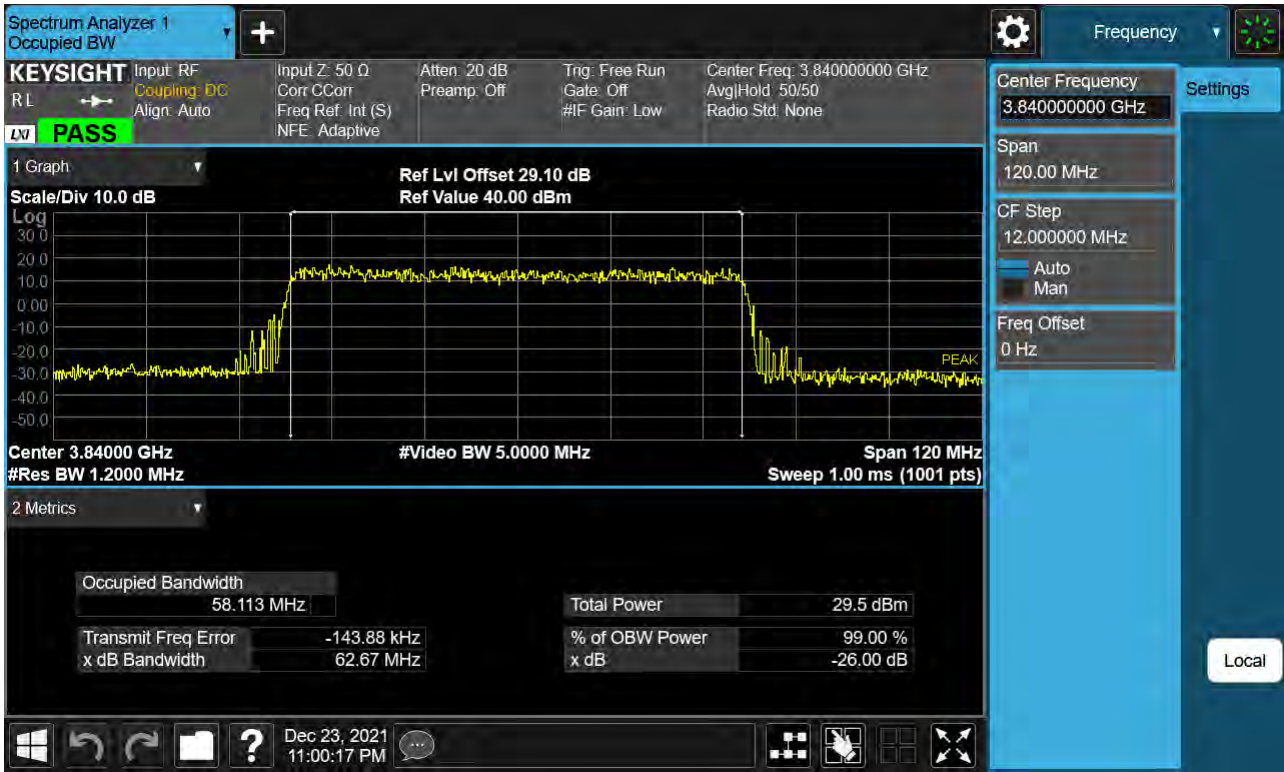 Spectrum Analyzer 1
Occupied BW
+
Frequency
KEYSIGHT
RL
LXI
PASS
Input: RF
Coupling: DC
Align: Auto
Input Z: 50 Ω
Corr CCorr
Freq Ref: Int (S)
NFE: Adaptive
Atten: 20 dB
Preamp: Off
Trig: Free Run
Gate: Off
#IF Gain: Low
Center Freq: 3.840000000 GHz
Avg|Hold: 50/50
Radio Std: None
Center Frequency
3.840000000 GHz
Settings
Span
120.00 MHz
CF Step
12.000000 MHz
Auto
Man
Freq Offset
0 Hz
Local
1 Graph
Scale/Div 10.0 dB
Ref Lvl Offset 29.10 dB
Ref Value 40.00 dBm
Log
30.0
20.0
10.0
0.00
-10.0
-20.0
-30.0
-40.0
-50.0
PEAK
Center 3.84000 GHz
#Video BW 5.0000 MHz
Span 120 MHz
#Res BW 1.2000 MHz
Sweep 1.00 ms (1001 pts)
2 Metrics
Occupied Bandwidth
58.113 MHz
Total Power 29.5 dBm
Transmit Freq Error -143.88 kHz
% of OBW Power 99.00 %
x dB Bandwidth 62.67 MHz
x dB -26.00 dB
?
Dec 23, 2021
11:00:17 PM